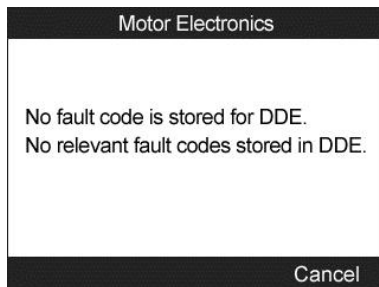 Motor Electronics
No fault code is stored for DDE.
No relevant fault codes stored in DDE.
Cancel